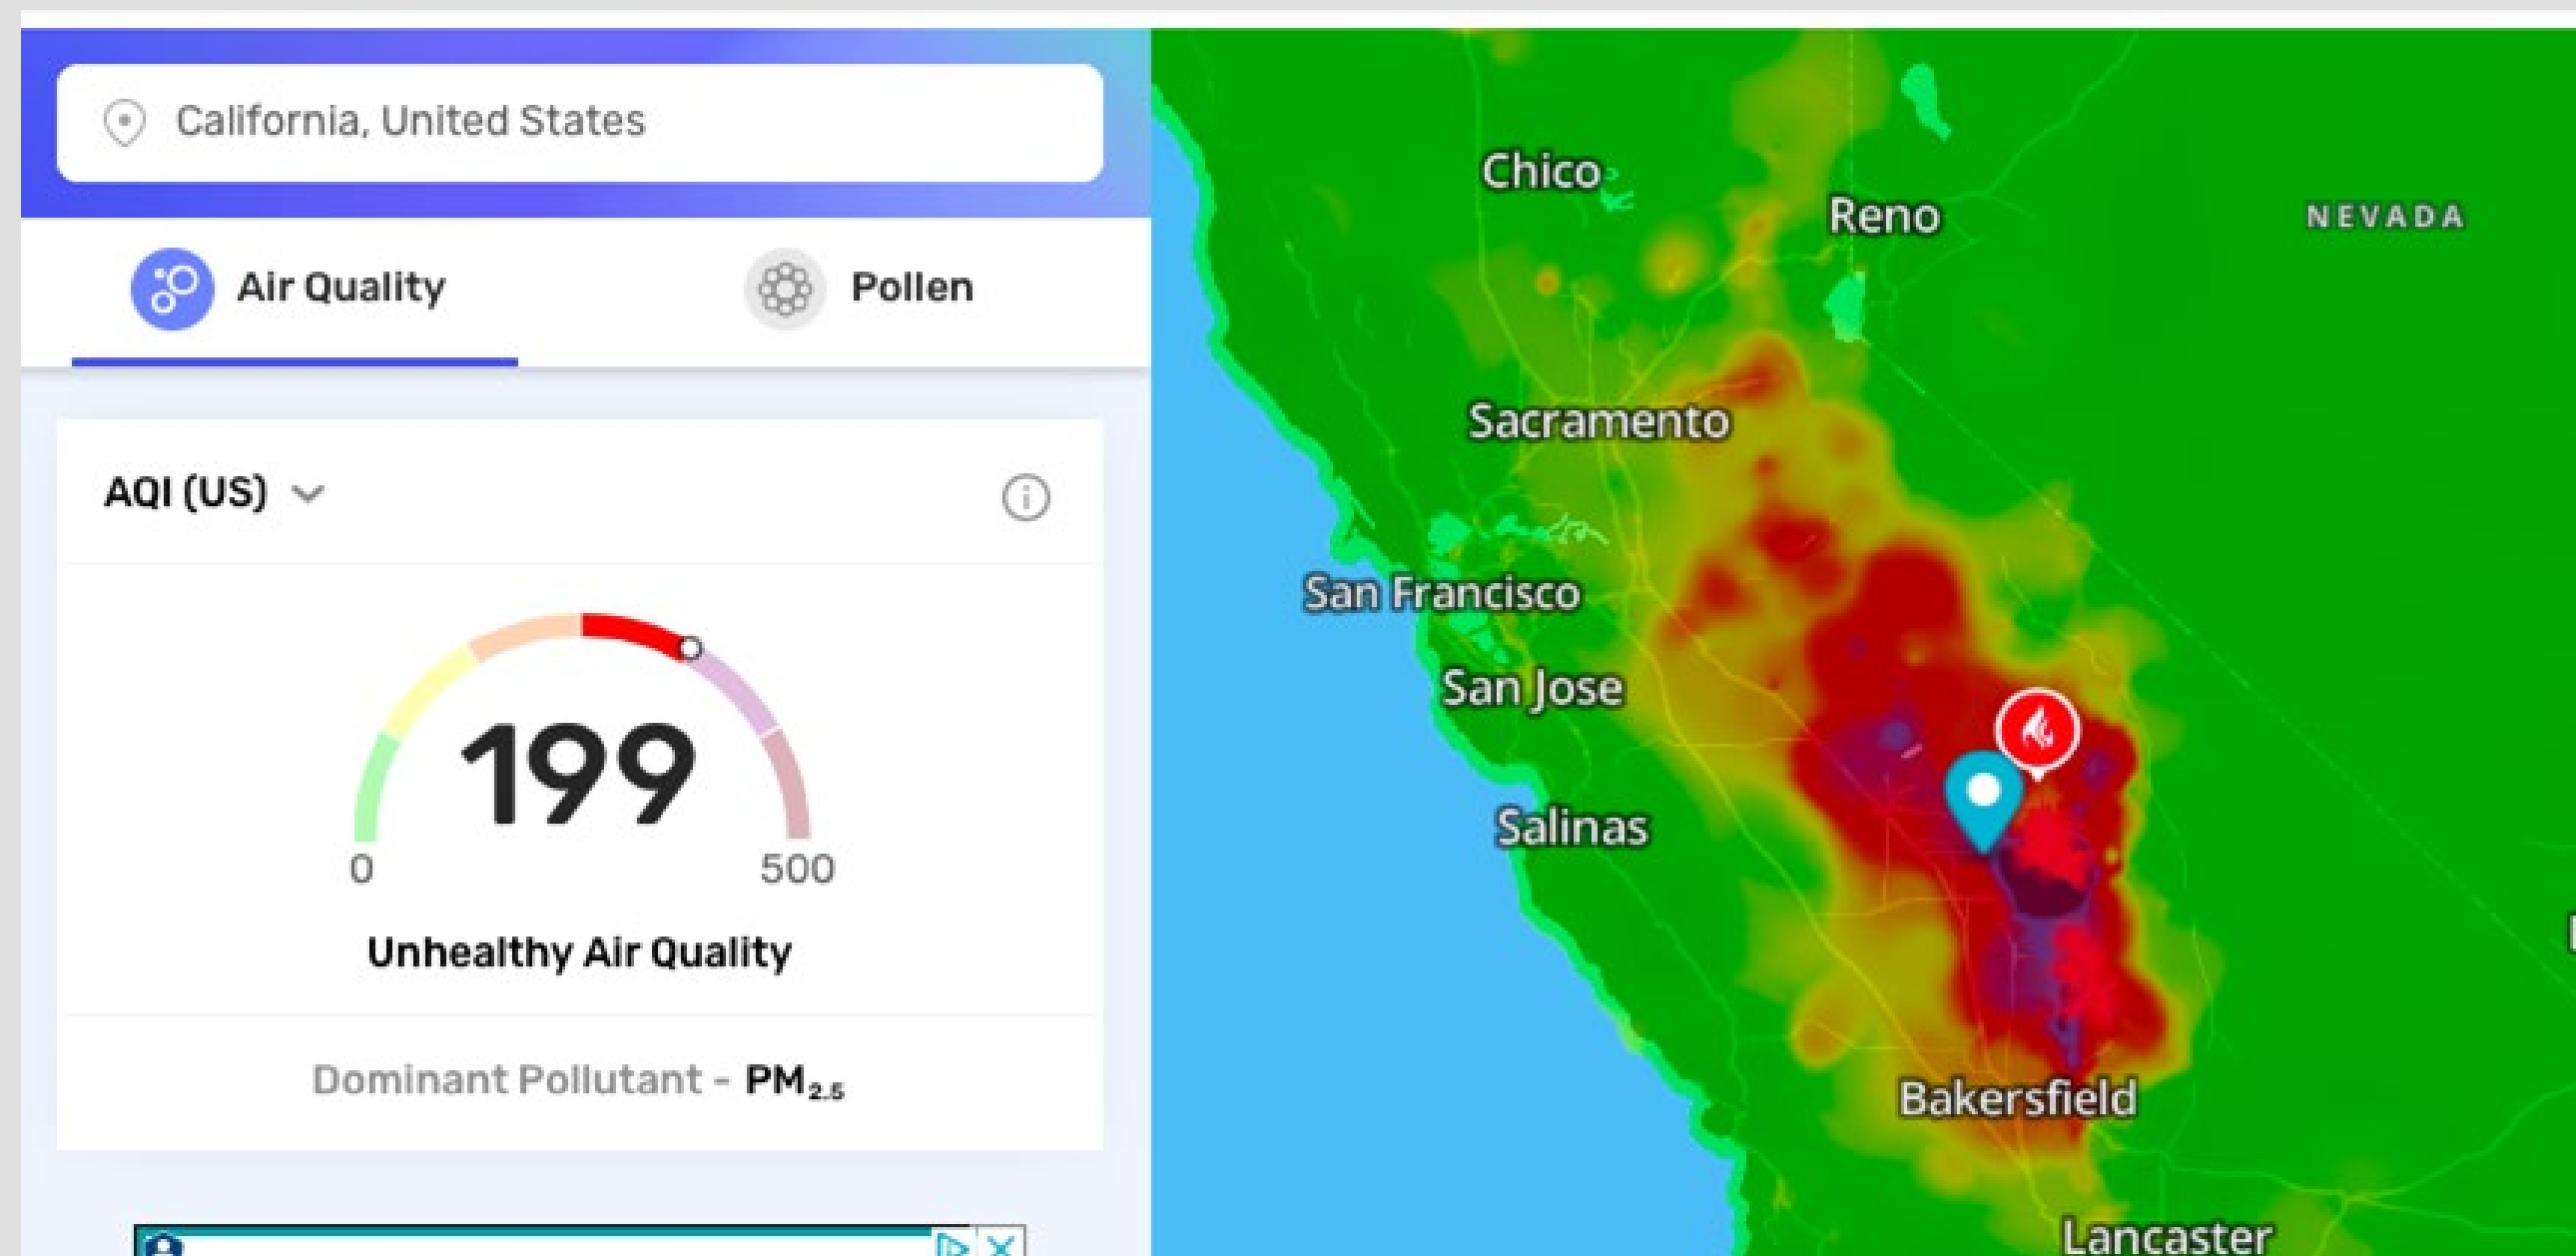 California, United States
Air Quality
Pollen
AQI (US)
199
0
500
Unhealthy Air Quality
Dominant Pollutant - PM₂.₅
Chico
Reno
NEVADA
Sacramento
San Francisco
San Jose
Salinas
Bakersfield
Lancaster